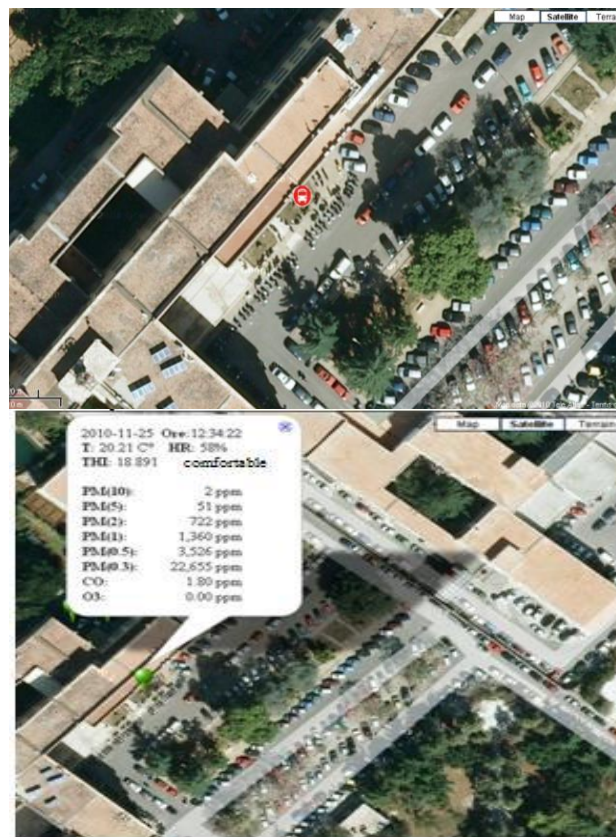 Map Satellite Terra
Map Satellite Terrain
2010-11-25 Ore:12:34:22
T: 20.21 C° HR: 58%
THI: 18.891 comfortable
PM(10): 2 ppm
PM(5): 51 ppm
PM(2): 722 ppm
PM(1): 1,360 ppm
PM(0.5): 3,526 ppm
PM(0.3): 22,655 ppm
CO: 1.80 ppm
O3: 0.00 ppm